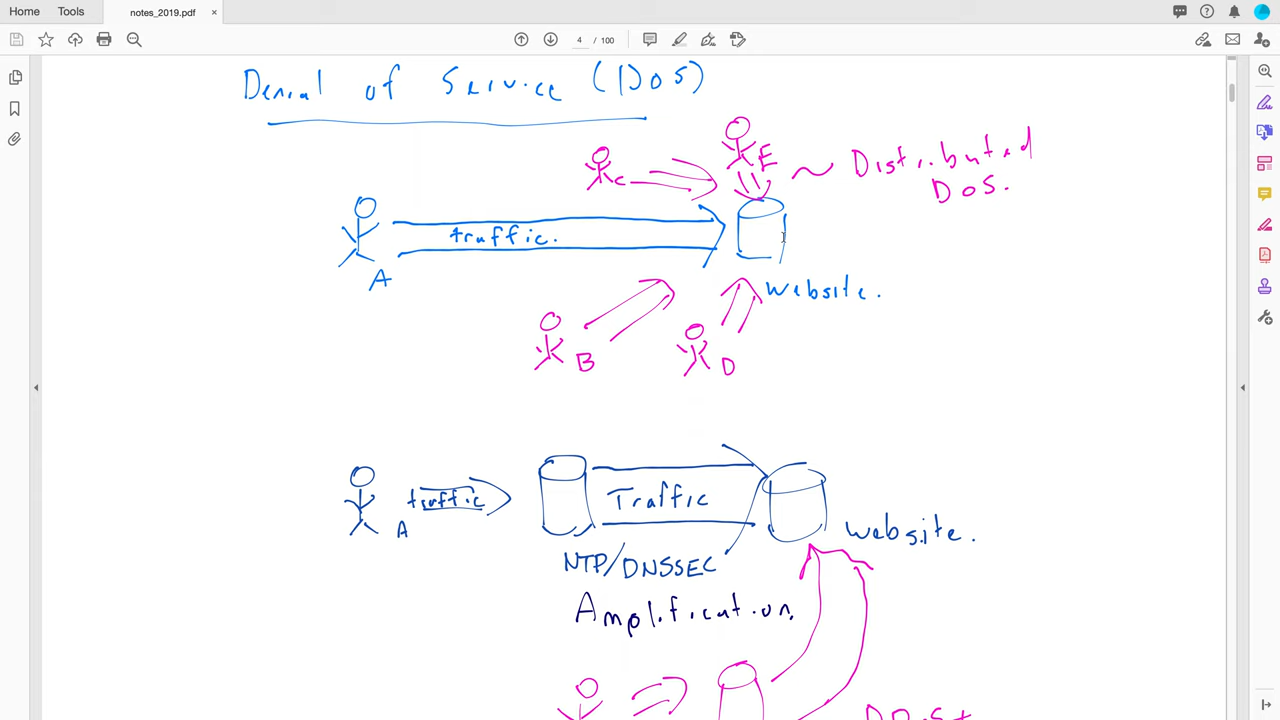 Home
Tools
notes_2019.pdf
×
4 / 100
Denial of Service (DoS)
E
~ Distributed
DoS.
C
traffic.
A
website.
B
D
traffic
Traffic
A
website.
NTP/DNSSEC
Amplification.